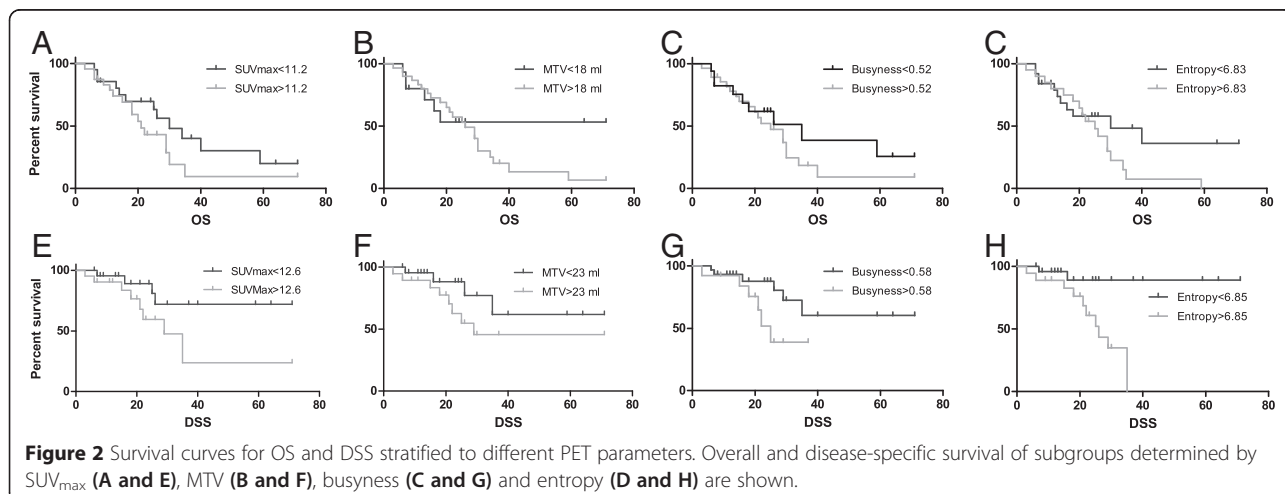 A
Percent survival
100
50
0
SUVmax<11.2
SUVmax>11.2
0 20 40 60 80
OS
B
100
50
0
MTV<18 ml
MTV>18 ml
0 20 40 60 80
OS
C
100
50
0
Busyness<0.52
Busyness>0.52
0 20 40 60 80
OS
C
100
50
0
Entropy<6.83
Entropy>6.83
0 20 40 60 80
OS
E
Percent survival
100
50
0
SUVmax<12.6
SUVMax>12.6
0 20 40 60 80
DSS
F
100
50
0
MTV<23 ml
MTV>23 ml
0 20 40 60 80
DSS
G
100
50
0
Busyness<0.58
Busyness>0.58
0 20 40 60 80
DSS
H
100
50
0
Entropy<6.85
Entropy>6.85
0 20 40 60 80
DSS
Figure 2 Survival curves for OS and DSS stratified to different PET parameters. Overall and disease-specific survival of subgroups determined by
SUVmax (A and E), MTV (B and F), busyness (C and G) and entropy (D and H) are shown.